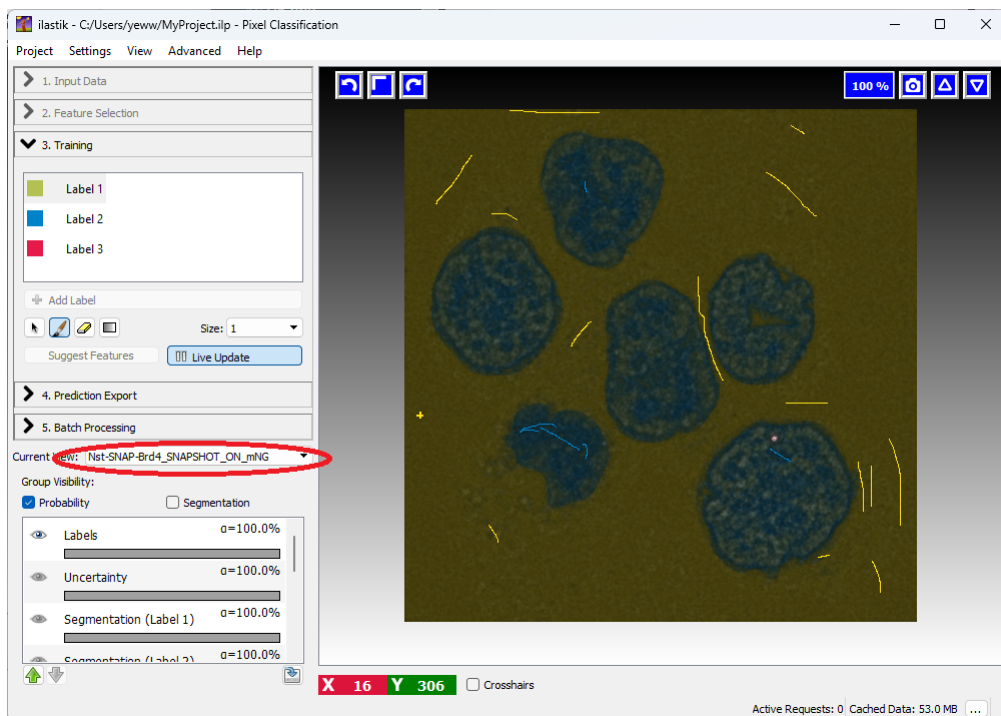 ilastik - C:/Users/yeww/MyProject.ilp - Pixel Classification
Project Settings View Advanced Help
1. Input Data
2. Feature Selection
3. Training
Label 1
Label 2
Label 3
Add Label
Size: 1
Suggest Features Live Update
4. Prediction Export
5. Batch Processing
Current View: Nst-SNAP-Brd4_SNAPSHOT_ON_mNG
Group Visibility:
Probability Segmentation
Labels α=100.0%
Uncertainty α=100.0%
Segmentation (Label 1) α=100.0%
Segmentation (Label 2) α=100.0%
100 %
X 16 Y 306 Crosshairs
Active Requests: 0 Cached Data: 53.0 MB ...